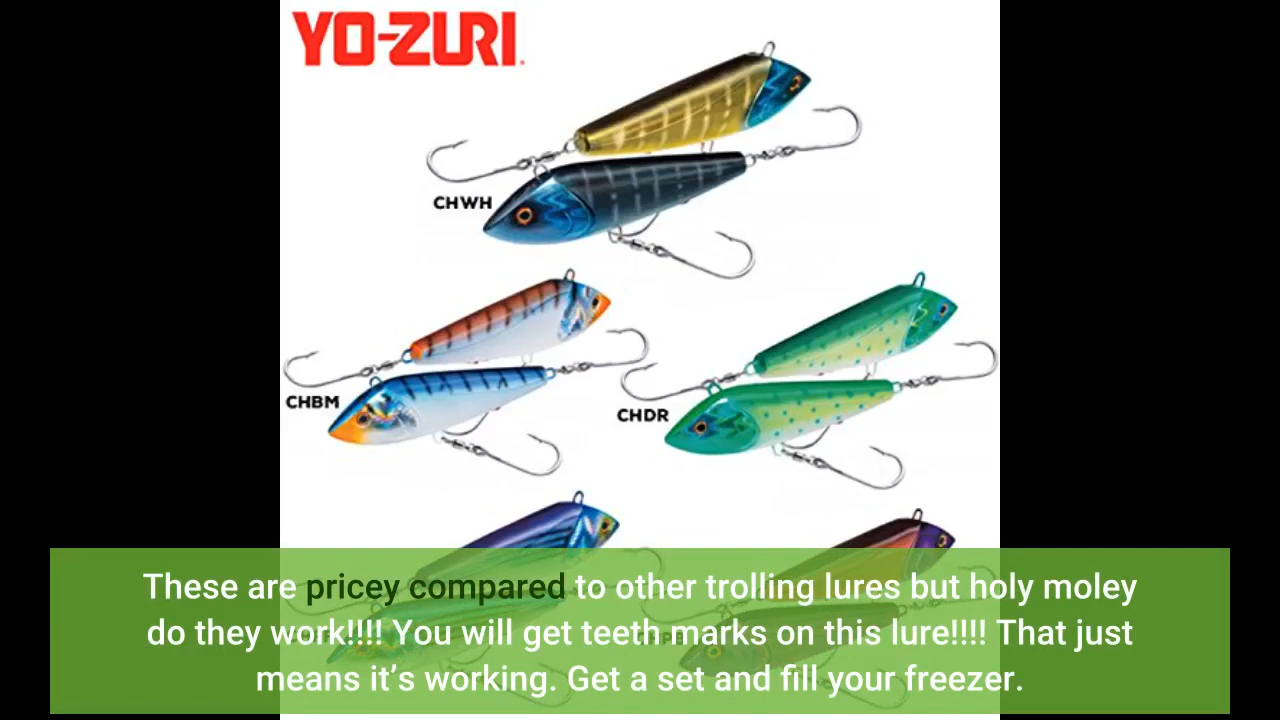 YO-ZURI
CHWH
CHBM
CHDR
These are pricey compared to other trolling lures but holy moley
do they work!!!! You will get teeth marks on this lure!!!! That just
means it’s working. Get a set and fill your freezer.